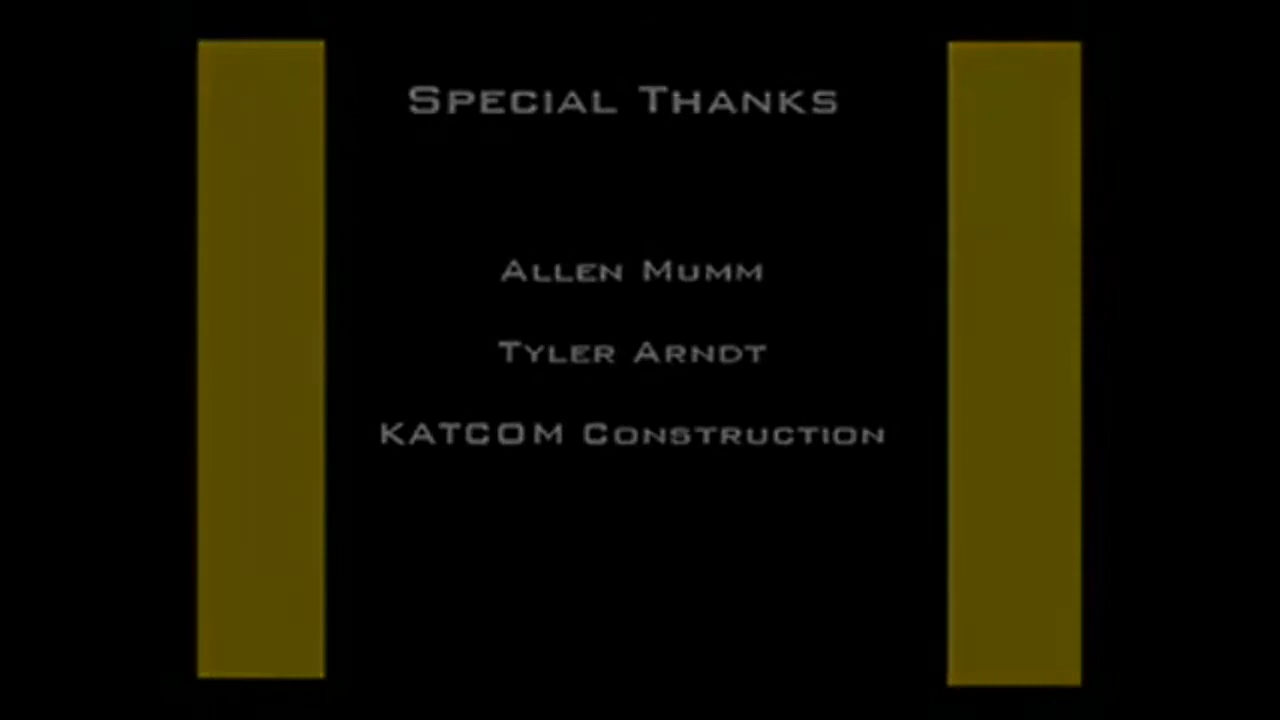 Special Thanks
Allen Mumm
Tyler Arndt
KATCOM Construction